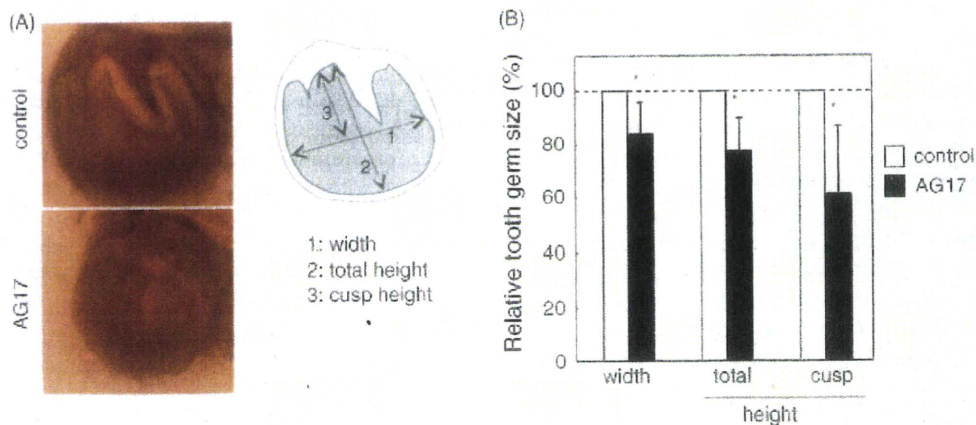 (A)
control
AG17
3
1
2
1: width
2: total height
3: cusp height
(B)
Relative tooth germ size (%)
100
80
60
40
20
0
width
total
cusp
height
control
AG17